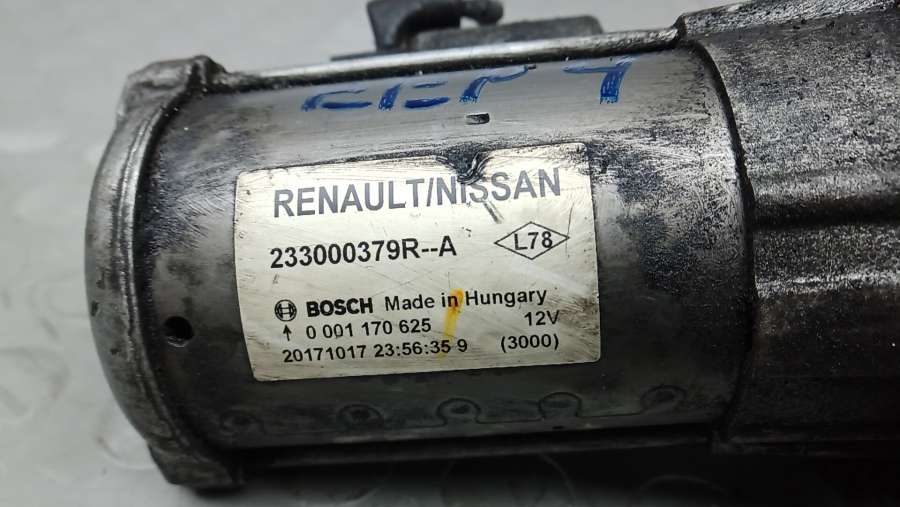 RENAULT/NISSAN
233000379R--A
L78
BOSCH Made in Hungary
0 001 170 625 12V
20171017 23:56:35 9 (3000)